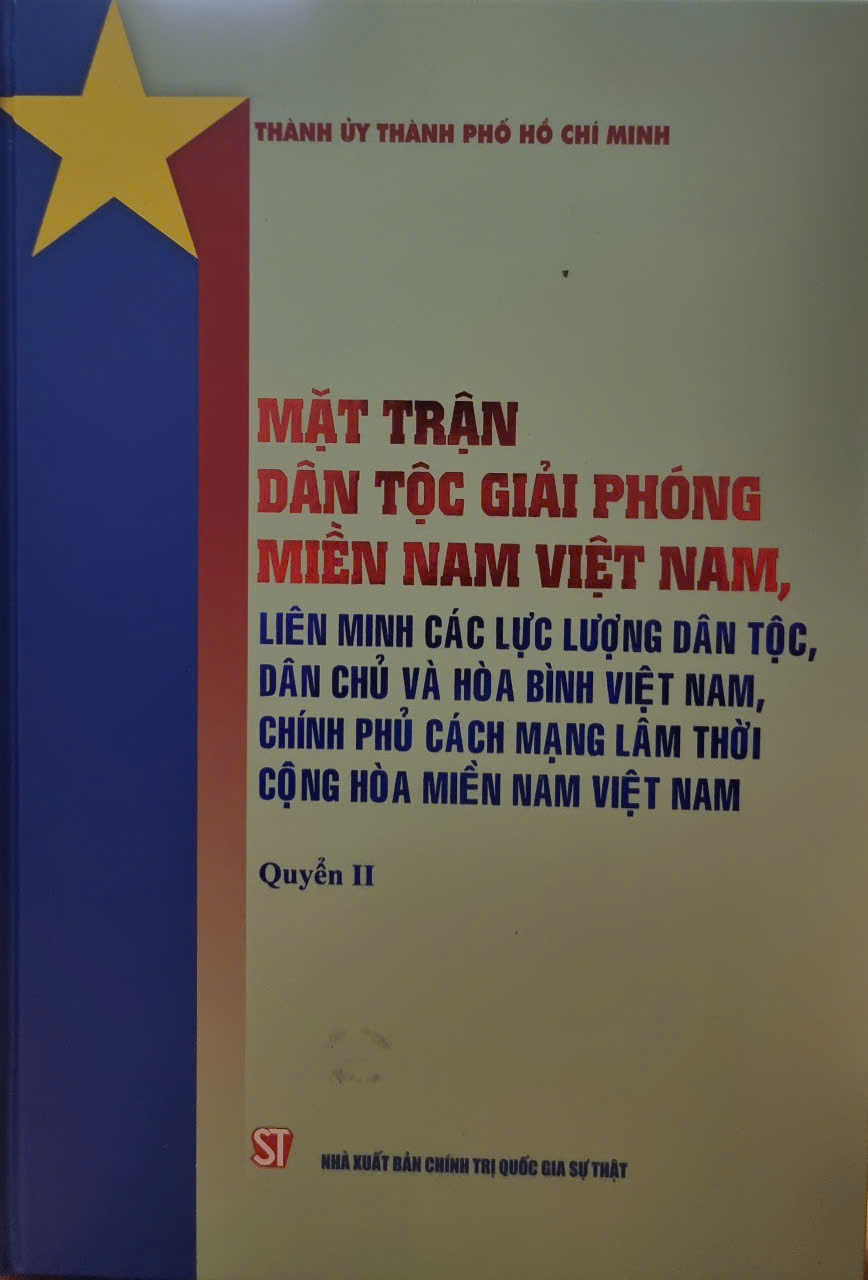 THÀNH ỦY THÀNH PHỐ HỒ CHÍ MINH
MẶT TRẬN
DÂN TỘC GIẢI PHÓNG
MIỀN NAM VIỆT NAM,
LIÊN MINH CÁC LỰC LƯỢNG DÂN TỘC,
DÂN CHỦ VÀ HÒA BÌNH VIỆT NAM,
CHÍNH PHỦ CÁCH MẠNG LÂM THỜI
CỘNG HÒA MIỀN NAM VIỆT NAM
Quyển II
ST
NHÀ XUẤT BẢN CHÍNH TRỊ QUỐC GIA SỰ THẬT